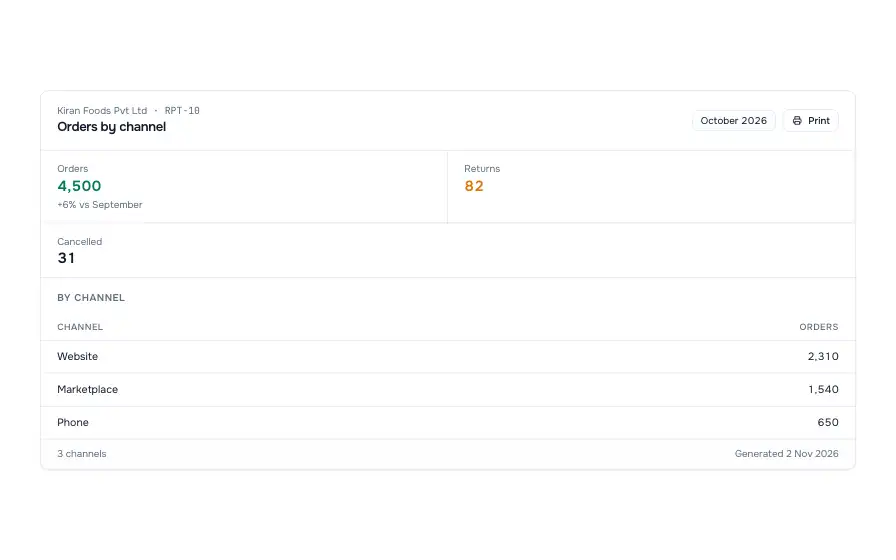 Kiran Foods Pvt Ltd · RPT-10
Orders by channel
October 2026
Print
Orders
4,500
+6% vs September
Returns
82
Cancelled
31
BY CHANNEL
CHANNEL ORDERS
Website 2,310
Marketplace 1,540
Phone 650
3 channels Generated 2 Nov 2026